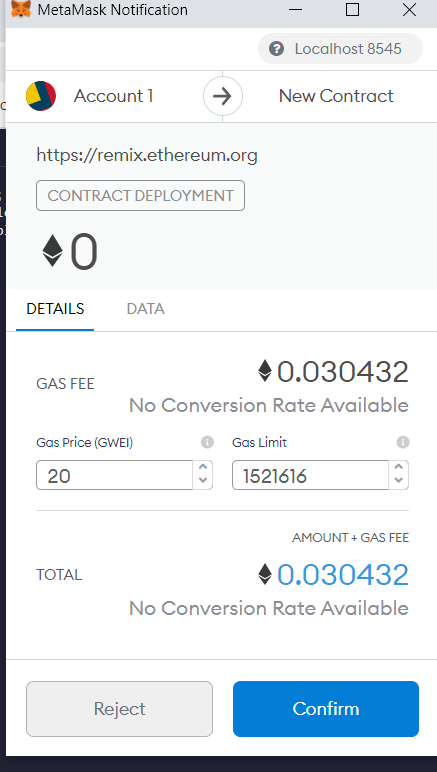 MetaMask Notification
Localhost 8545
Account 1
New Contract
https://remix.ethereum.org
CONTRACT DEPLOYMENT
0
DETAILS DATA
GAS FEE
0.030432
No Conversion Rate Available
Gas Price (GWEI) Gas Limit
20 1521616
AMOUNT + GAS FEE
TOTAL
0.030432
No Conversion Rate Available
Reject Confirm